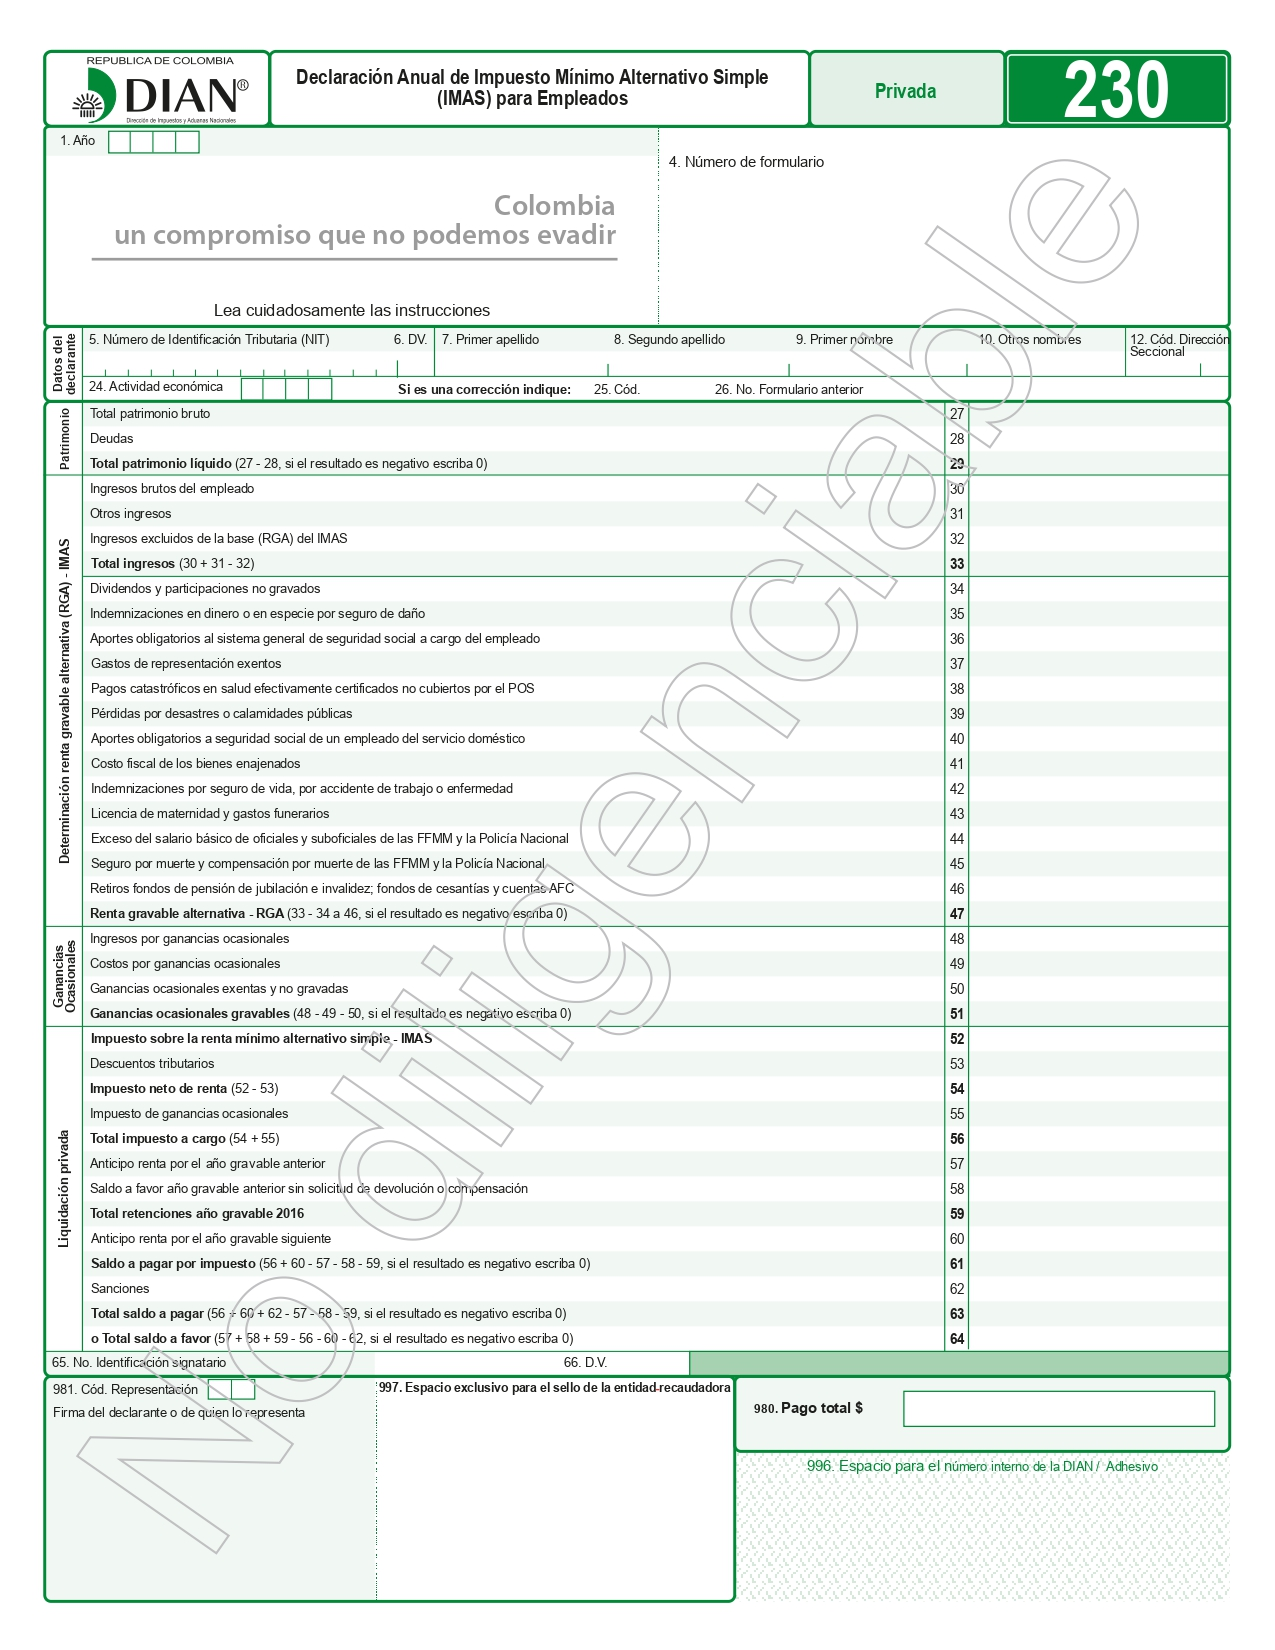 REPUBLICA DE COLOMBIA
DIAN®
Dirección de Impuestos y Aduanas Nacionales
Declaración Anual de Impuesto Mínimo Alternativo Simple
(IMAS) para Empleados
Privada
230
1. Año
4. Número de formulario
Colombia
un compromiso que no podemos evadir
Lea cuidadosamente las instrucciones
Datos del
declarante
5. Número de Identificación Tributaria (NIT) 6. DV. 7. Primer apellido 8. Segundo apellido 9. Primer nombre 10. Otros nombres 12. Cód. Dirección
Seccional
24. Actividad económica Si es una corrección indique: 25. Cód. 26. No. Formulario anterior
Patrimonio
Total patrimonio bruto 27
Deudas 28
Total patrimonio líquido (27 - 28, si el resultado es negativo escriba 0) 29
Determinación renta gravable alternativa (RGA) - IMAS
Ingresos brutos del empleado 30
Otros ingresos 31
Ingresos excluidos de la base (RGA) del IMAS 32
Total ingresos (30 + 31 - 32) 33
Dividendos y participaciones no gravados 34
Indemnizaciones en dinero o en especie por seguro de daño 35
Aportes obligatorios al sistema general de seguridad social a cargo del empleado 36
Gastos de representación exentos 37
Pagos catastróficos en salud efectivamente certificados no cubiertos por el POS 38
Pérdidas por desastres o calamidades públicas 39
Aportes obligatorios a seguridad social de un empleado del servicio doméstico 40
Costo fiscal de los bienes enajenados 41
Indemnizaciones por seguro de vida, por accidente de trabajo o enfermedad 42
Licencia de maternidad y gastos funerarios 43
Exceso del salario básico de oficiales y suboficiales de las FFMM y la Policía Nacional 44
Seguro por muerte y compensación por muerte de las FFMM y la Policía Nacional 45
Retiros fondos de pensión de jubilación e invalidez; fondos de cesantías y cuentas AFC 46
Renta gravable alternativa - RGA (33 - 34 a 46, si el resultado es negativo escriba 0) 47
Ganancias
Ocasionales
Ingresos por ganancias ocasionales 48
Costos por ganancias ocasionales 49
Ganancias ocasionales exentas y no gravadas 50
Ganancias ocasionales gravables (48 - 49 - 50, si el resultado es negativo escriba 0) 51
Liquidación privada
Impuesto sobre la renta mínimo alternativo simple - IMAS 52
Descuentos tributarios 53
Impuesto neto de renta (52 - 53) 54
Impuesto de ganancias ocasionales 55
Total impuesto a cargo (54 + 55) 56
Anticipo renta por el año gravable anterior 57
Saldo a favor año gravable anterior sin solicitud de devolución o compensación 58
Total retenciones año gravable 2016 59
Anticipo renta por el año gravable siguiente 60
Saldo a pagar por impuesto (56 + 60 - 57 - 58 - 59, si el resultado es negativo escriba 0) 61
Sanciones 62
Total saldo a pagar (56 + 60 + 62 - 57 - 58 - 59, si el resultado es negativo escriba 0) 63
o Total saldo a favor (57 + 58 + 59 - 56 - 60 - 62, si el resultado es negativo escriba 0) 64
65. No. Identificación signatario 66. D.V.
981. Cód. Representación
Firma del declarante o de quien lo representa
997. Espacio exclusivo para el sello de la entidad recaudadora
980. Pago total $
996. Espacio para el número interno de la DIAN / Adhesivo
No diligenciable